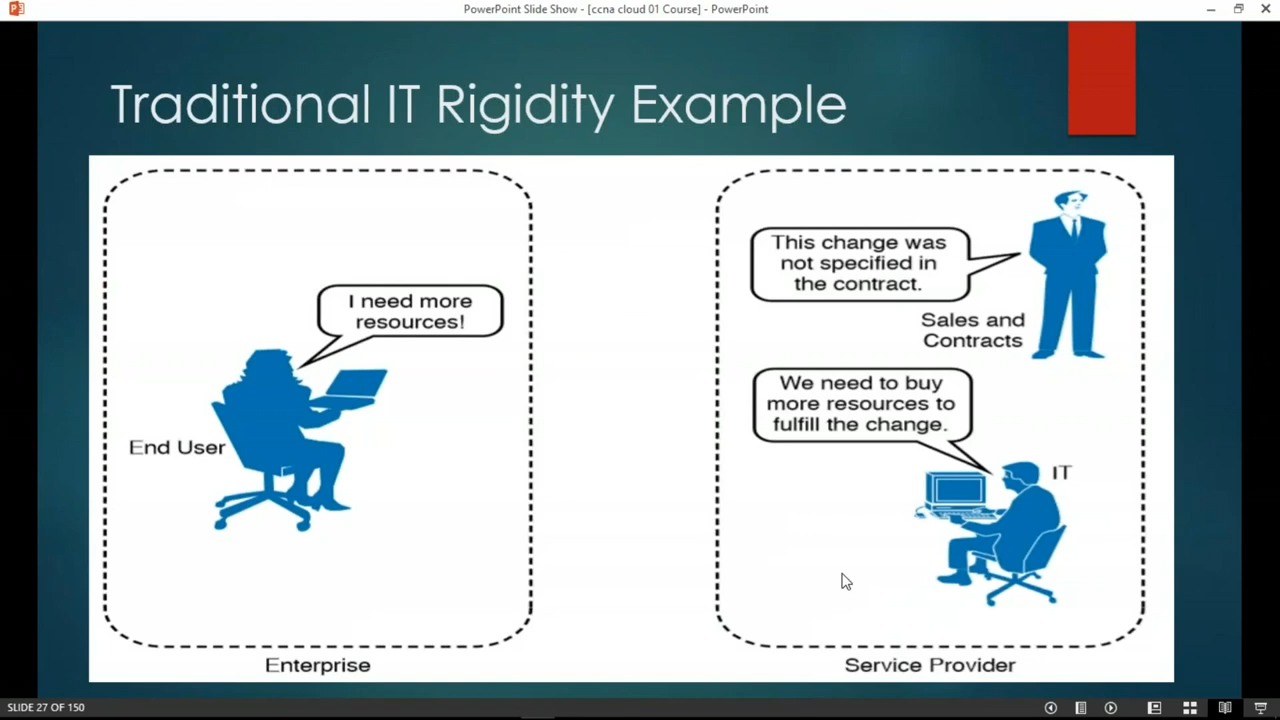 PowerPoint Slide Show - [ccna cloud 01 Course] - PowerPoint
Traditional IT Rigidity Example
I need more
resources!
End User
Enterprise
This change was
not specified in
the contract.
Sales and
Contracts
We need to buy
more resources to
fulfill the change.
IT
Service Provider
SLIDE 27 OF 150